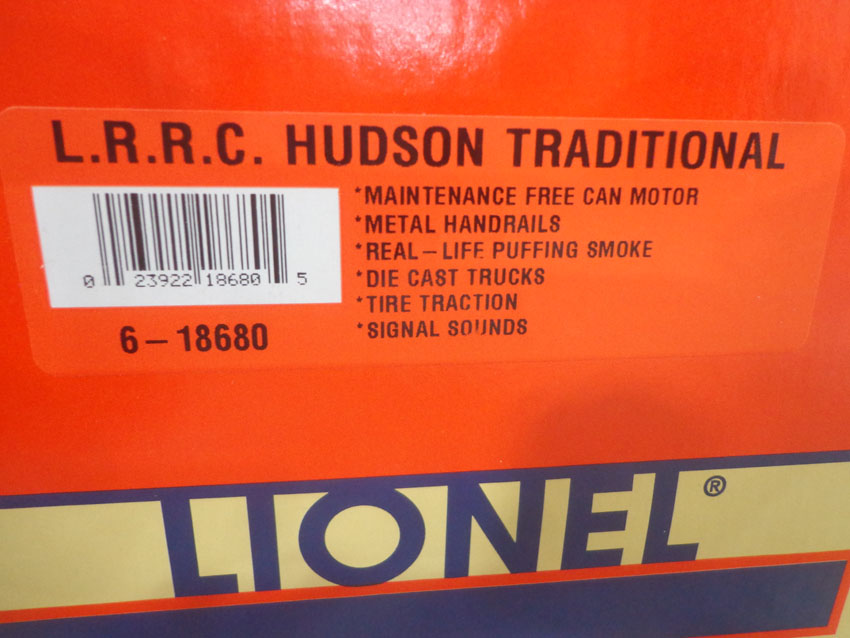 L.R.R.C. HUDSON TRADITIONAL
*MAINTENANCE FREE CAN MOTOR
*METAL HANDRAILS
*REAL–LIFE PUFFING SMOKE
*DIE CAST TRUCKS
*TIRE TRACTION
*SIGNAL SOUNDS
0 23922 18680 5
6–18680
LIONEL®